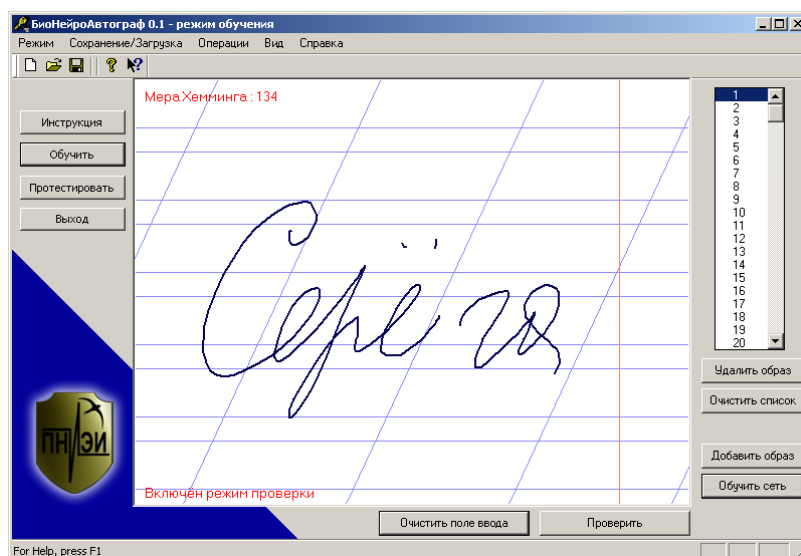 БиоНейроАвтограф 0.1 - режим обучения
Режим Сохранение/Загрузка Операции Вид Справка
Мера Хемминга : 134
Инструкция
Обучить
Протестировать
Выход
1
2
3
4
5
6
7
8
9
10
11
12
13
14
15
16
17
18
19
20
Серёга
ПНИЭИ
Удалить образ
Очистить список
Добавить образ
Обучить сеть
Включён режим проверки
Очистить поле ввода
Проверить
For Help, press F1